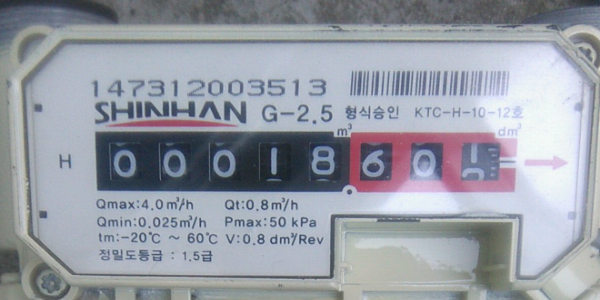 147312003513
SHINHAN G-2.5 형식승인 KTC-H-10-12호
m³ dm³
H 00018 601
Qmax:4.0㎥/h Qt:0.8㎥/h
Qmin:0.025㎥/h Pmax:50 kPa
tm:-20℃ ~ 60℃ V:0.8 dm³/Rev
정밀도등급 : 1.5급